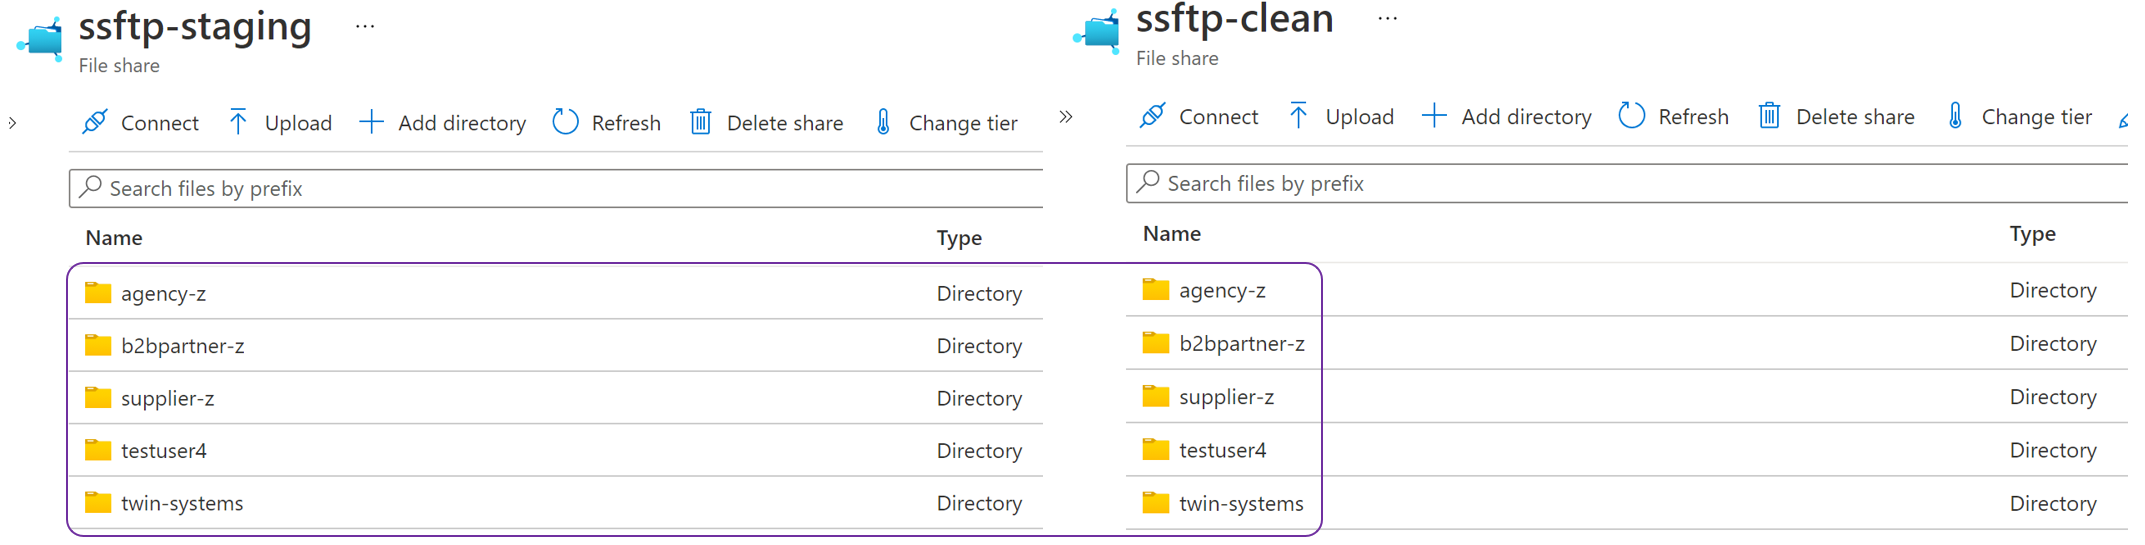 ssftp-staging ...
File share
Connect Upload Add directory Refresh Delete share Change tier
Search files by prefix
Name Type
agency-z Directory
b2bpartner-z Directory
supplier-z Directory
testuser4 Directory
twin-systems Directory
ssftp-clean ...
File share
Connect Upload Add directory Refresh Delete share Change tier
Search files by prefix
Name Type
agency-z Directory
b2bpartner-z Directory
supplier-z Directory
testuser4 Directory
twin-systems Directory